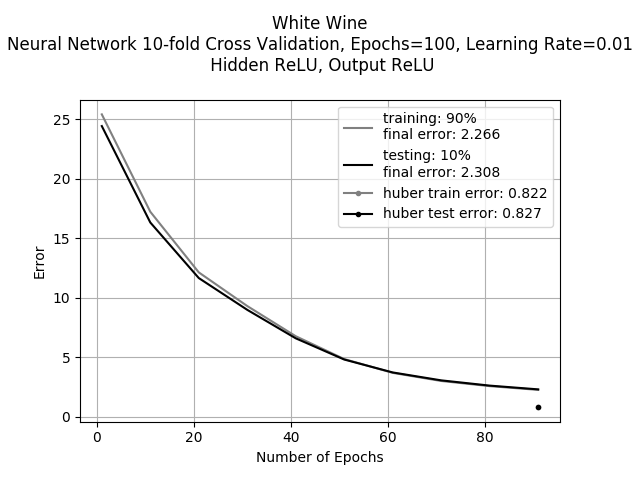 White Wine
Neural Network 10-fold Cross Validation, Epochs=100, Learning Rate=0.01
Hidden ReLU, Output ReLU
training: 90%
final error: 2.266
testing: 10%
final error: 2.308
huber train error: 0.822
huber test error: 0.827
25
20
15
10
5
0
Error
0 20 40 60 80
Number of Epochs